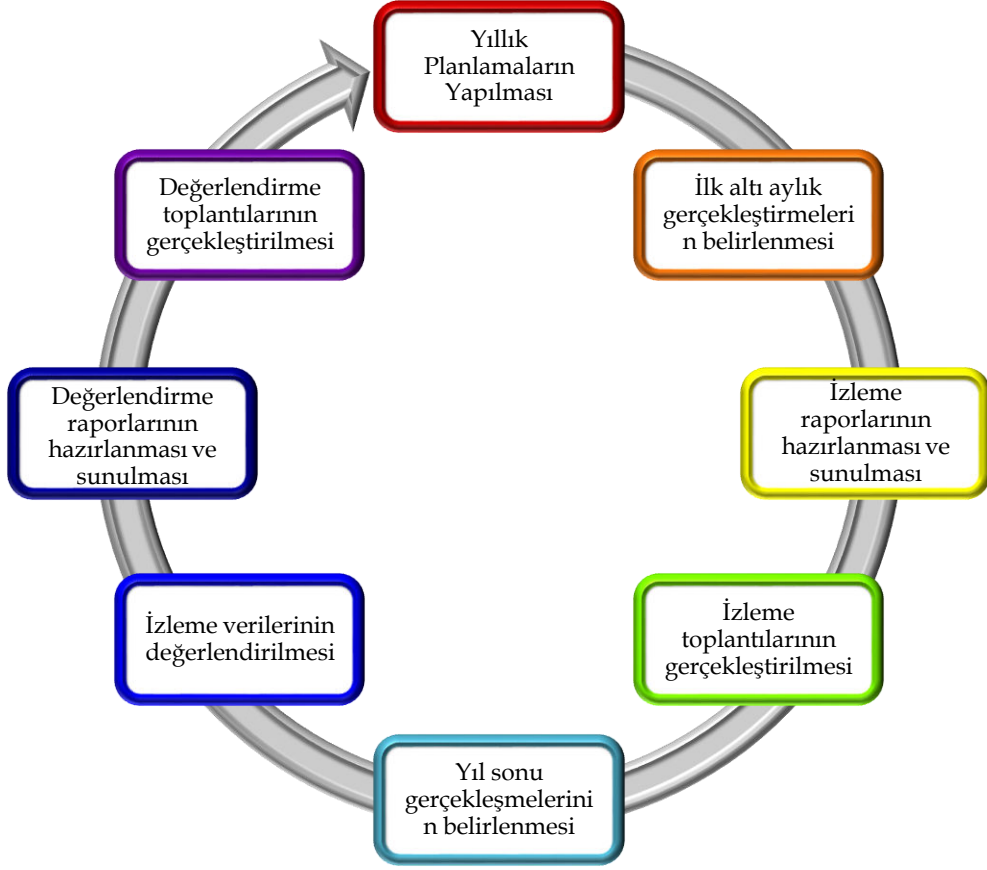 Yıllık
Planlamaların
Yapılması
İlk altı aylık
gerçekleştirmeleri
n belirlenmesi
İzleme
raporlarının
hazırlanması ve
sunulması
İzleme
toplantılarının
gerçekleştirilmesi
Yıl sonu
gerçekleşmelerini
n belirlenmesi
İzleme verilerinin
değerlendirilmesi
Değerlendirme
raporlarının
hazırlanması ve
sunulması
Değerlendirme
toplantılarının
gerçekleştirilmesi